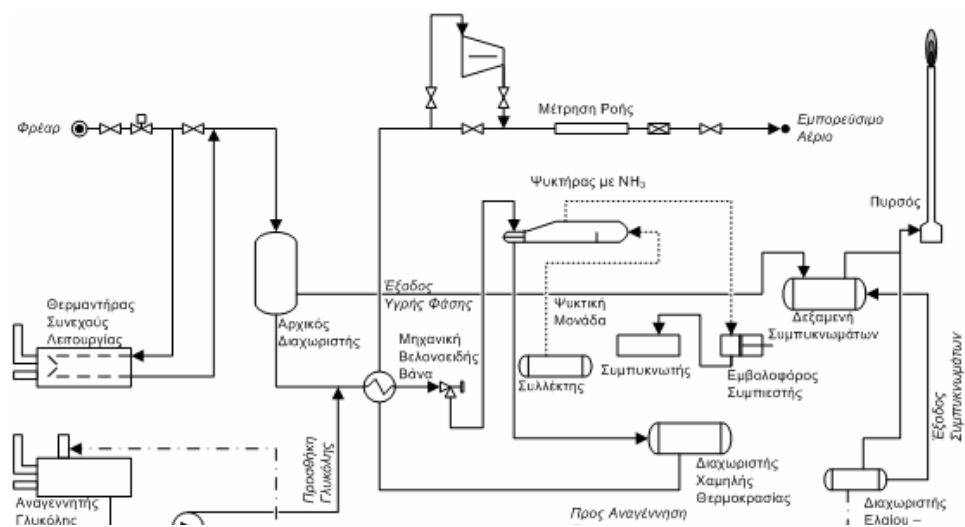 Μέτρηση Ροής
Φρέαρ
Εμπορεύσιμο
Αέριο
Ψυκτήρας με NH₃
Πυρσός
Έξοδος
Υγρής Φάσης
Θερμαντήρας
Συνεχούς
Λειτουργίας
Αρχικός
Διαχωριστής
Μηχανική
Βελονοειδής
Βάνα
Ψυκτική
Μονάδα
Δεξαμενή
Συμπυκνωμάτων
Συλλέκτης
Συμπυκνωτής
Εμβολοφάρος
Συμπιεστής
Έξοδος
Συμπυκνωμάτων
Προσθήκη
Γλυκόλης
Διαχωριστής
Χαμηλής
Θερμοκρασίας
Αναγεννητής
Γλυκόλης
Προς Αναγέννηση
Διαχωριστής
Ελαίου –